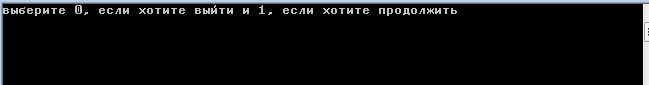 выберите 0, если хотите выйти и 1, если хотите продолжить